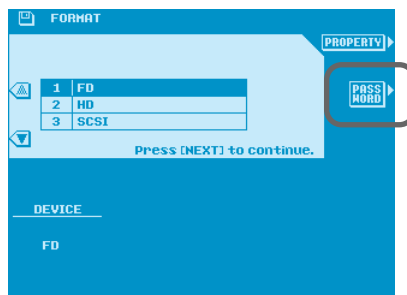 FORMAT
PROPERTY
PASS
WORD
1 FD
2 HD
3 SCSI
Press [NEXT] to continue.
DEVICE
FD